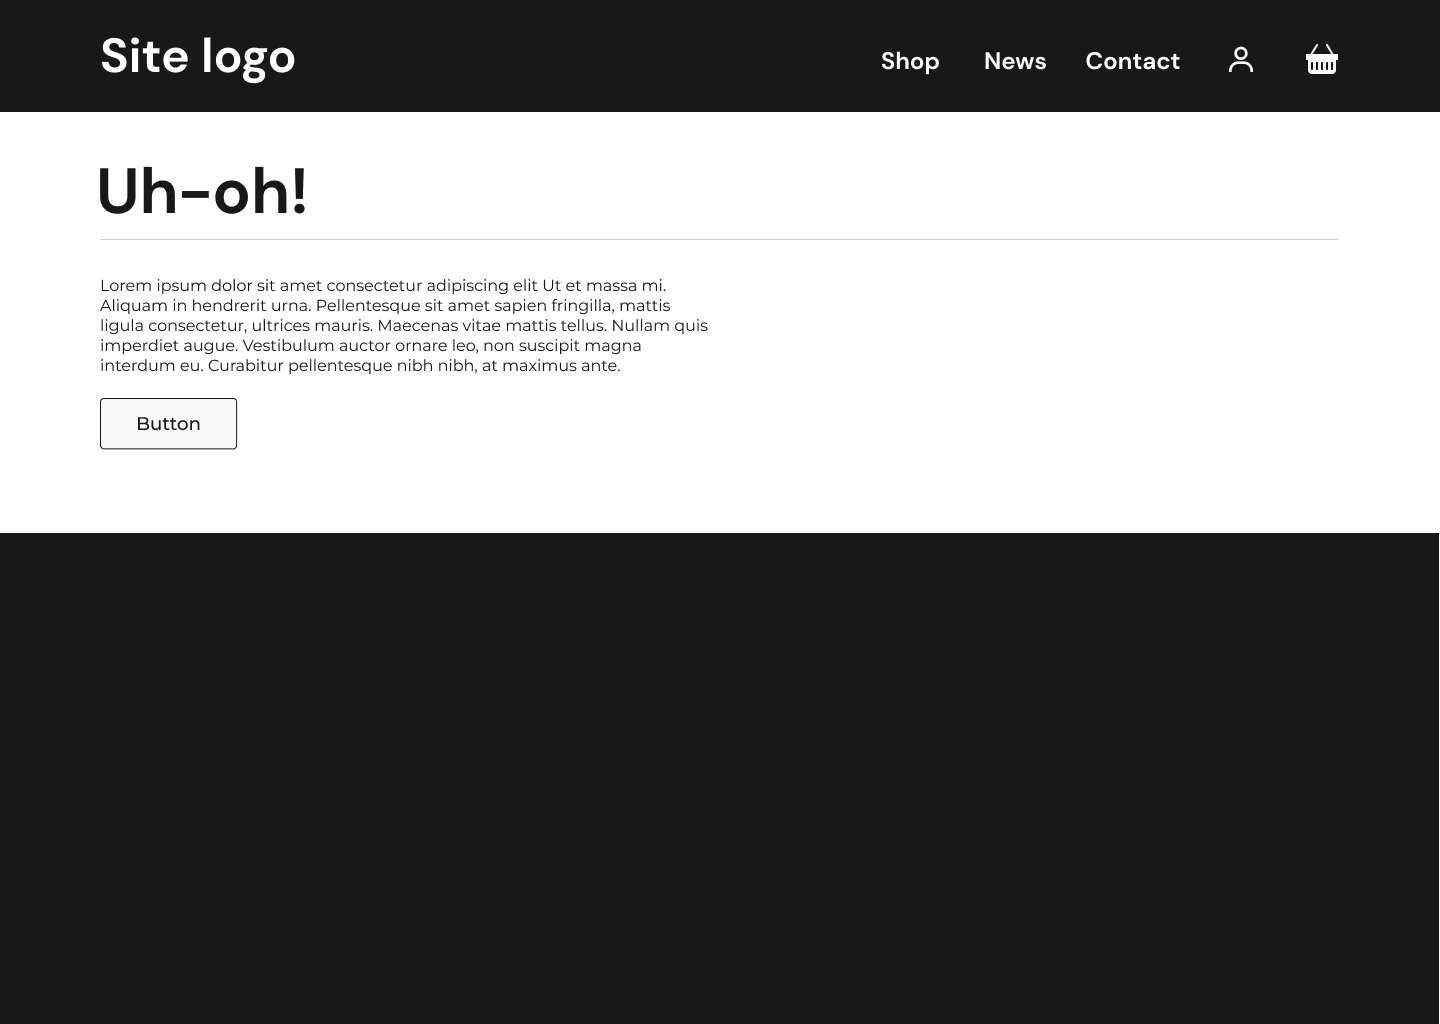 Site logo
Shop News Contact
Uh-oh!
Lorem ipsum dolor sit amet consectetur adipiscing elit Ut et massa mi.
Aliquam in hendrerit urna. Pellentesque sit amet sapien fringilla, mattis
ligula consectetur, ultrices mauris. Maecenas vitae mattis tellus. Nullam quis
imperdiet augue. Vestibulum auctor ornare leo, non suscipit magna
interdum eu. Curabitur pellentesque nibh nibh, at maximus ante.
Button